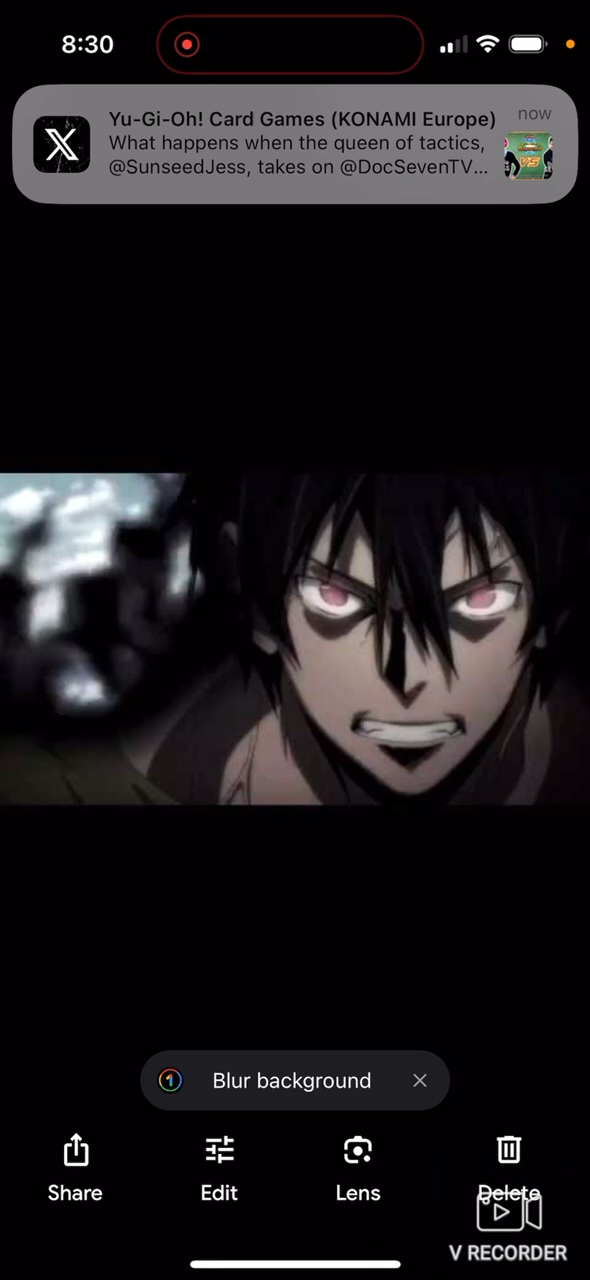 8:30
Yu-Gi-Oh! Card Games (KONAMI Europe)
now
What happens when the queen of tactics,
@SunseedJess, takes on @DocSevenTV...
VS
Blur background
Share
Edit
Lens
Delete
V RECORDER